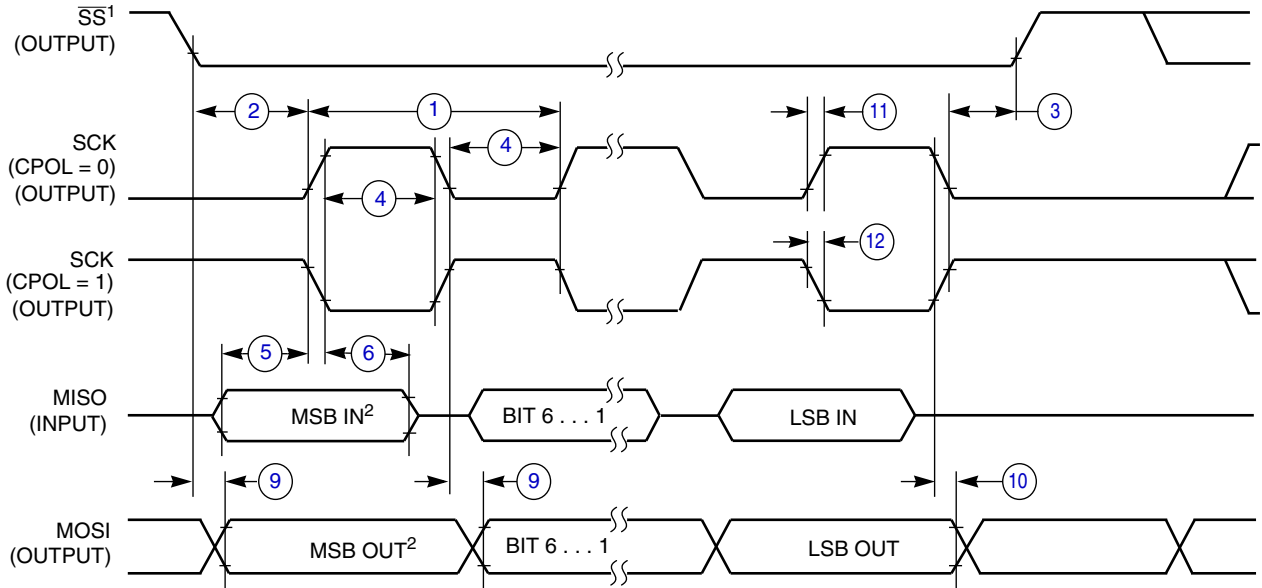 SS¹
(OUTPUT)
2
1
11
3
SCK
(CPOL = 0)
(OUTPUT)
4
4
12
SCK
(CPOL = 1)
(OUTPUT)
5
6
MISO
(INPUT)
MSB IN²
BIT 6 . . . 1
LSB IN
9
9
10
MOSI
(OUTPUT)
MSB OUT²
BIT 6 . . . 1
LSB OUT